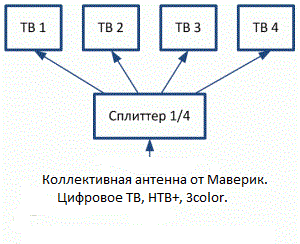 ТВ 1 ТВ 2 ТВ 3 ТВ 4
Сплиттер 1/4
Коллективная антенна от Маверик.
Цифровое ТВ, НТВ+, 3color.